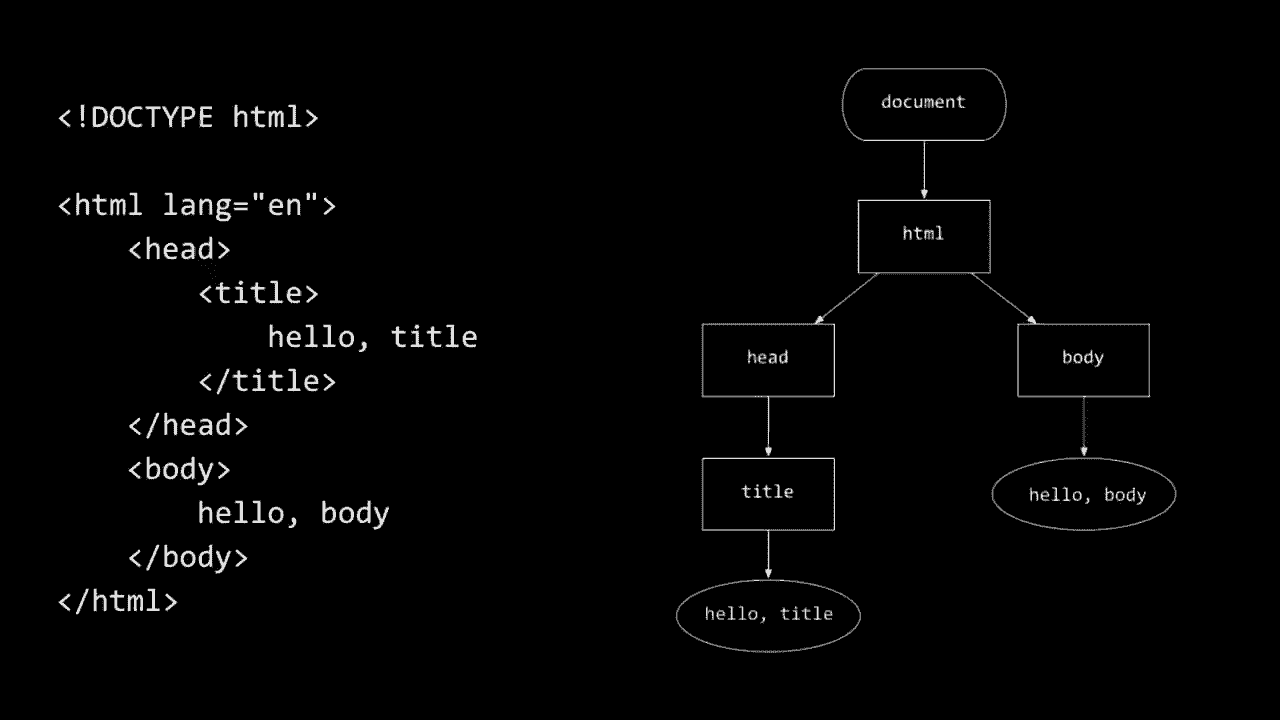 <!DOCTYPE html>
<html lang="en">
<head>
<title>
hello, title
</title>
</head>
<body>
hello, body
</body>
</html>
document
html
head
body
title
hello, body
hello, title